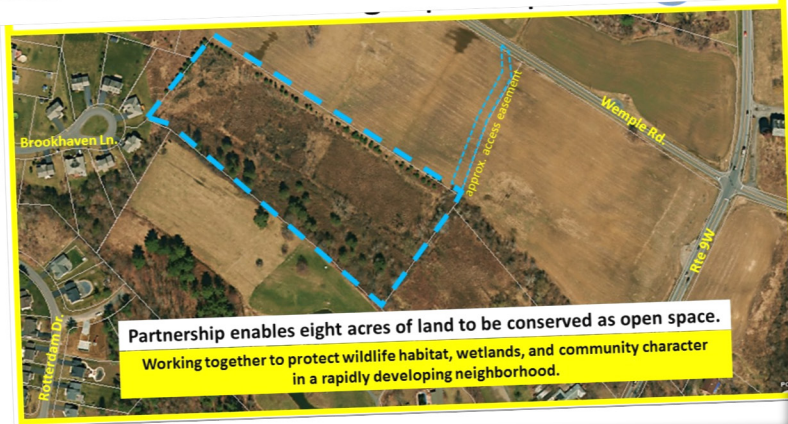 Brookhaven Ln.
approx. access easement
Wemple Rd.
Rte 9W
Rotterdam Dr.
Partnership enables eight acres of land to be conserved as open space.
Working together to protect wildlife habitat, wetlands, and community character
in a rapidly developing neighborhood.